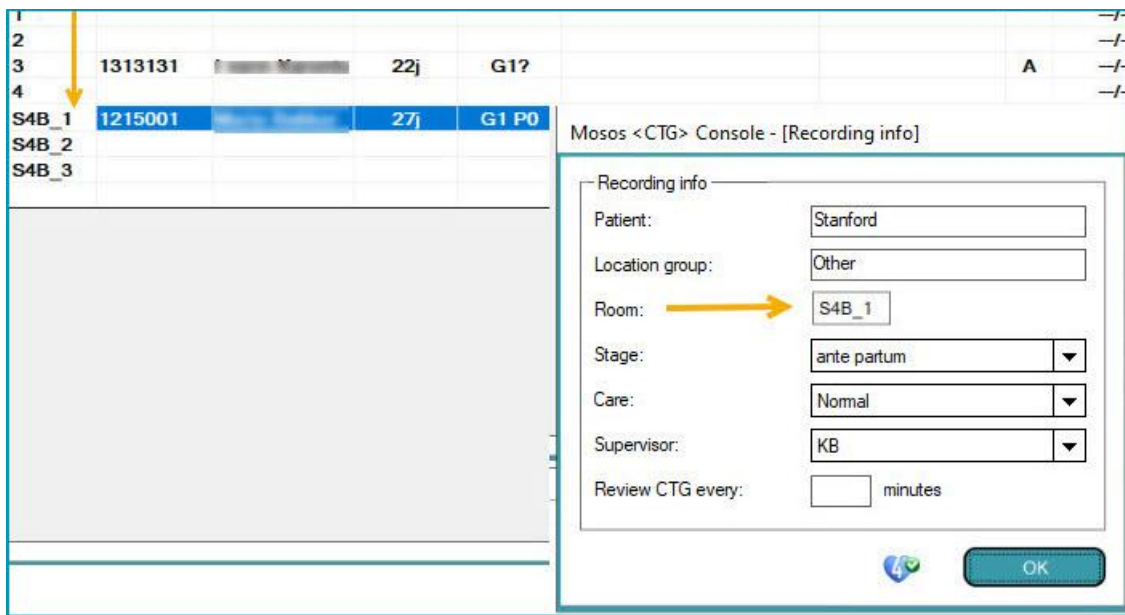 1 —/-
2 —/-
3 1313131 22j G1? A —/-
4 —/-
S4B_1 1215001 27j G1 P0
S4B_2
S4B_3
Mosos <CTG> Console - [Recording info]
Recording info
Patient: Stanford
Location group: Other
Room: S4B_1
Stage: ante partum
Care: Normal
Supervisor: KB
Review CTG every: minutes
4 OK